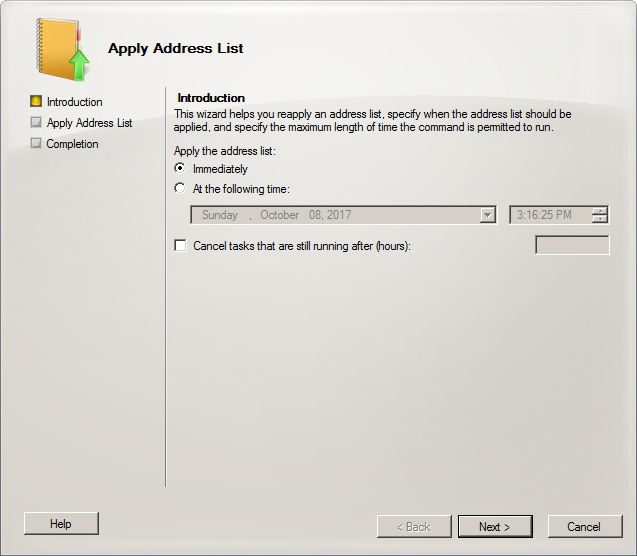 Apply Address List
Introduction
Apply Address List
Completion
Introduction
This wizard helps you reapply an address list, specify when the address list should be
applied, and specify the maximum length of time the command is permitted to run.
Apply the address list:
Immediately
At the following time:
Sunday , October 08, 2017 3:16:25 PM
Cancel tasks that are still running after (hours):
Help < Back Next > Cancel